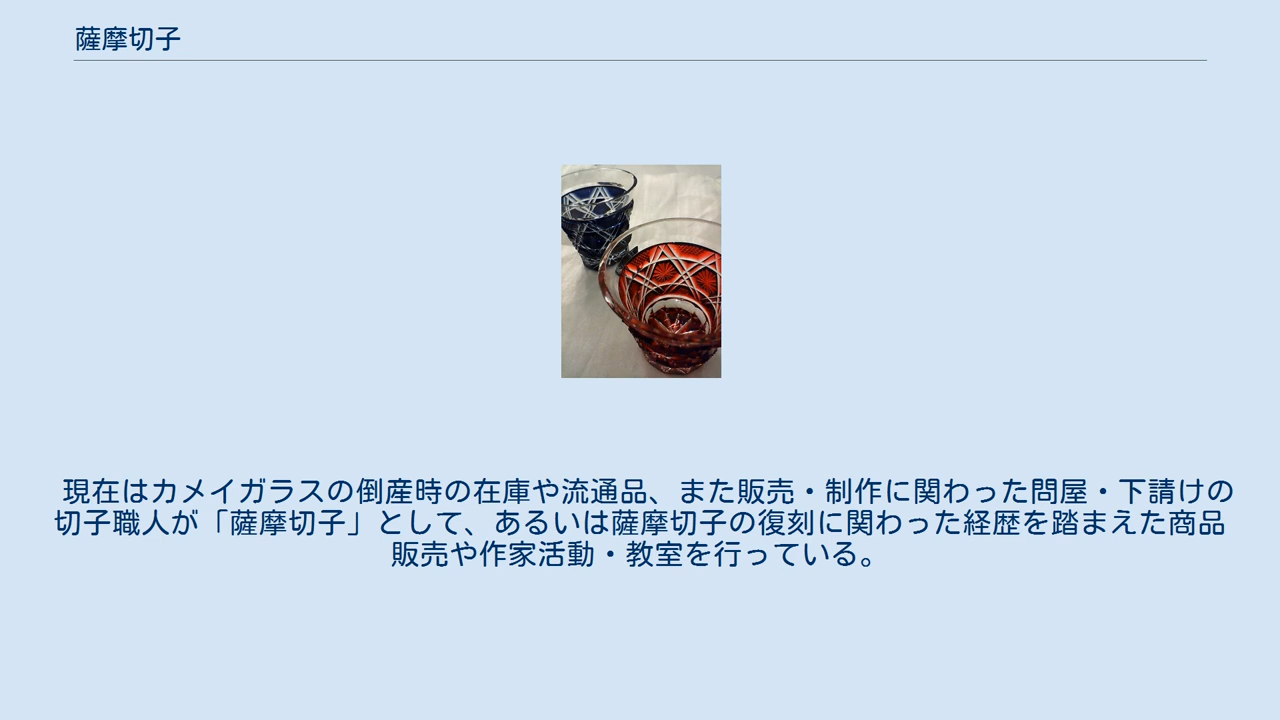 薩摩切子
現在はカメイガラスの倒産時の在庫や流通品、また販売・制作に関わった問屋・下請けの
切子職人が「薩摩切子」として、あるいは薩摩切子の復刻に関わった経歴を踏まえた商品
販売や作家活動・教室を行っている。